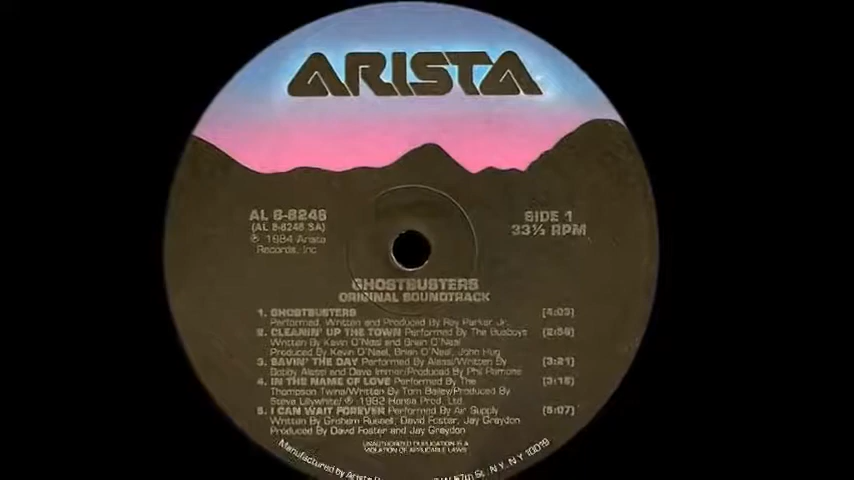 ARISTA
AL 8-8246
(AL 8-8246 SA)
℗ 1984 Arista
Records, Inc
SIDE 1
33⅓ RPM
GHOSTBUSTERS
ORIGINAL SOUNDTRACK
1. GHOSTBUSTERS (4:03)
Performed, Written and Produced By Ray Parker Jr.
2. CLEANIN' UP THE TOWN Performed By The Busboys (2:58)
Written By Kevin O'Neal and Brian O'Neal
Produced By Kevin O'Neal, Brian O'Neal, John Hug
3. SAVIN' THE DAY Performed By Alessi/Written By (3:21)
Bobby Alessi and Dave Immer/Produced By Phil Ramone
4. IN THE NAME OF LOVE Performed By The (3:18)
Thompson Twins/Written By Tom Bailey/Produced By
Steve Lilywhite/℗ 1982 Hansa Prod. Ltd.
5. I CAN WAIT FOREVER Performed By Air Supply (5:07)
Written By Graham Russell, David Foster, Jay Graydon
Produced By David Foster and Jay Graydon
UNAUTHORIZED DUPLICATION IS A
VIOLATION OF APPLICABLE LAWS
Manufactured by Arista 57th St., N.Y., N.Y. 10019